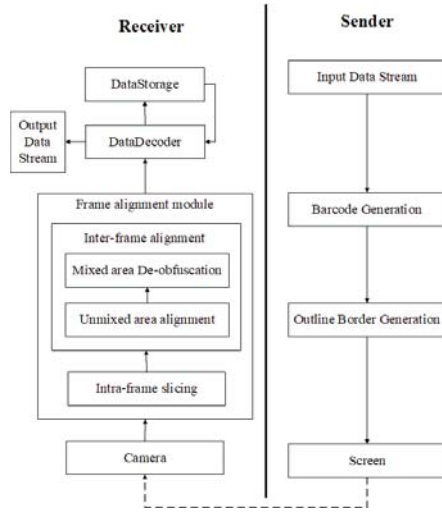 Receiver
Sender
DataStorage
Input Data Stream
Output
Data
Stream
DataDecoder
Frame alignment module
Barcode Generation
Inter-frame alignment
Mixed area De-obfuscation
Unmixed area alignment
Outline Border Generation
Intra-frame slicing
Camera
Screen